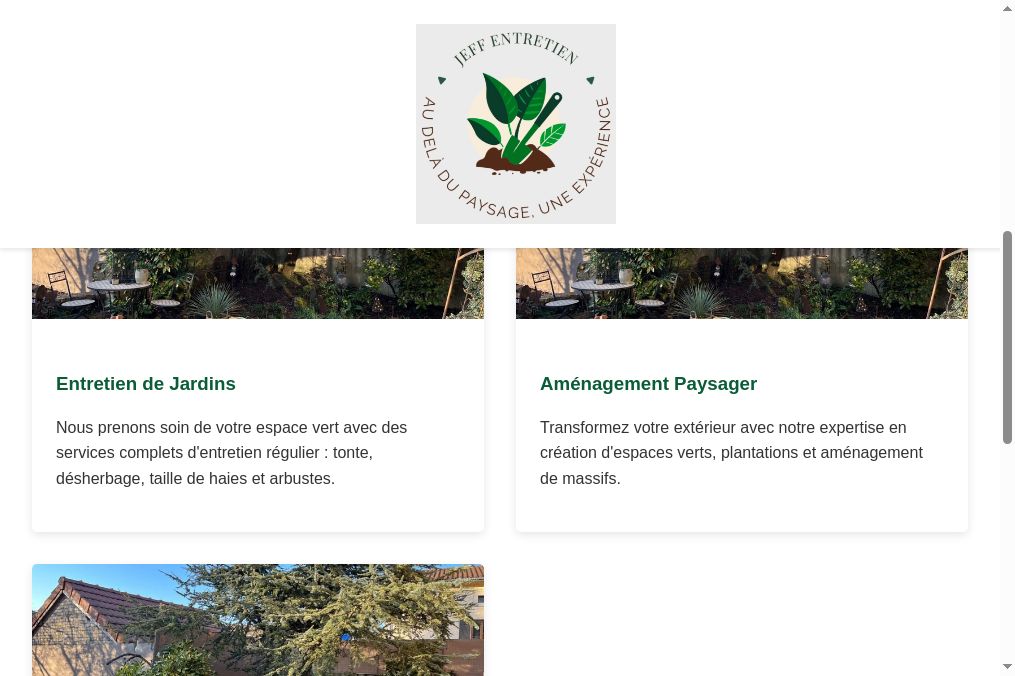 JEFF ENTRETIEN
AU DELÀ DU PAYSAGE, UNE EXPÉRIENCE
Entretien de Jardins
Nous prenons soin de votre espace vert avec des
services complets d'entretien régulier : tonte,
désherbage, taille de haies et arbustes.
Aménagement Paysager
Transformez votre extérieur avec notre expertise en
création d'espaces verts, plantations et aménagement
de massifs.